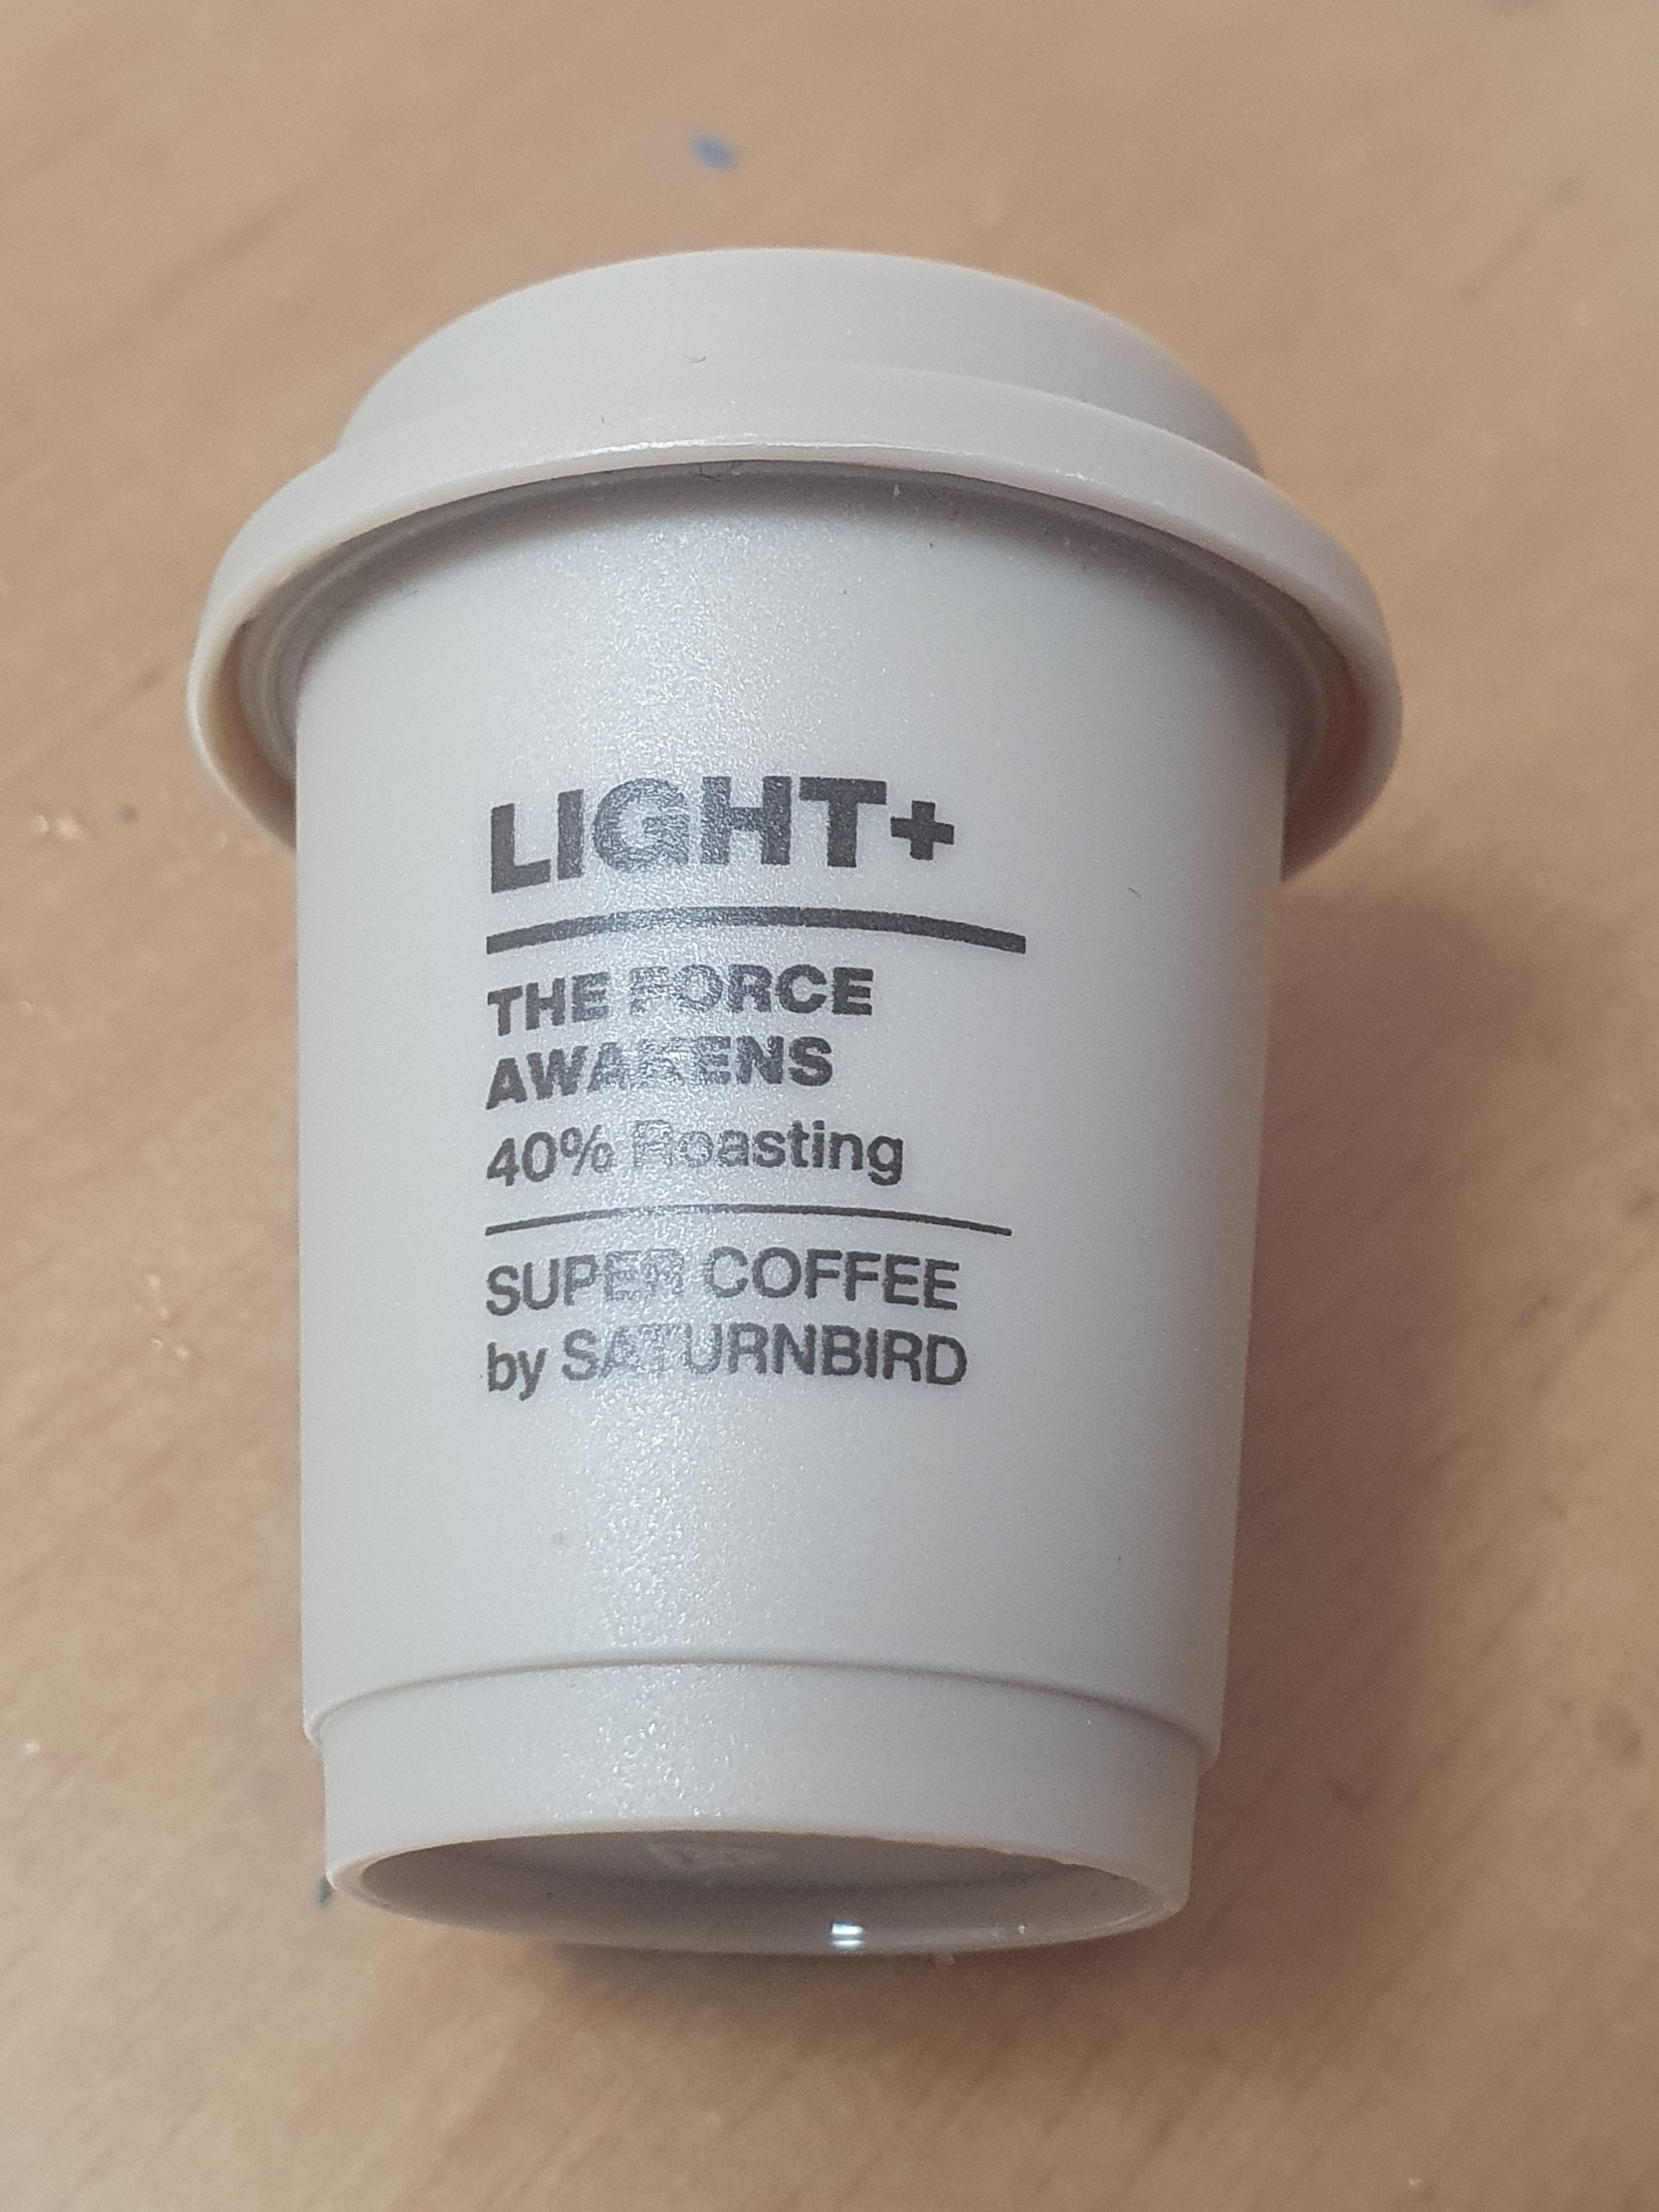 LIGHT+
THE FORCE
AWAKENS
40% Roasting
SUPER COFFEE
by SATURNBIRD